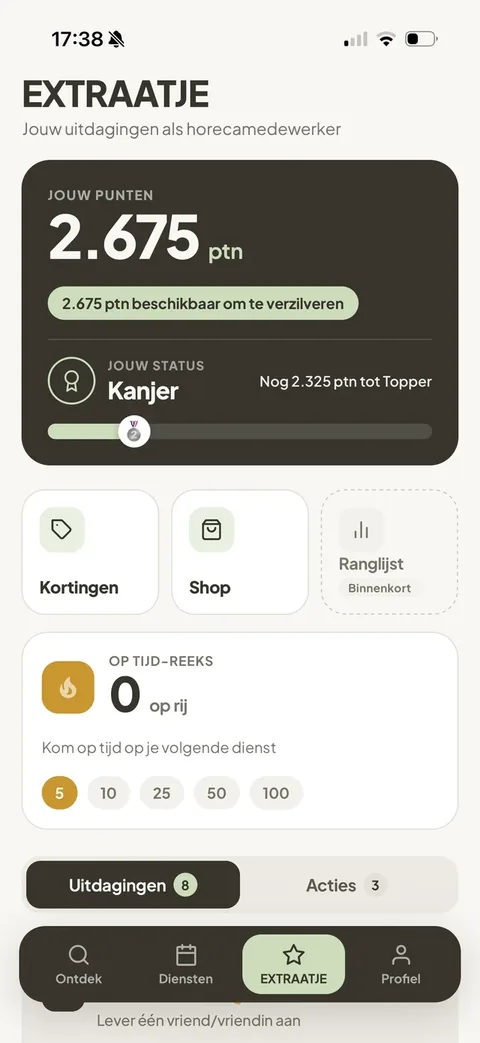 17:38
EXTRAATJE
Jouw uitdagingen als horecamedewerker
JOUW PUNTEN
2.675 ptn
2.675 ptn beschikbaar om te verzilveren
JOUW STATUS
Kanjer
Nog 2.325 ptn tot Topper
2
Kortingen
Shop
Ranglijst
Binnenkort
OP TIJD-REEKS
0 op rij
Kom op tijd op je volgende dienst
5 10 25 50 100
Uitdagingen 8
Acties 3
Ontdek
Diensten
EXTRAATJE
Profiel
Lever één vriend/vriendin aan